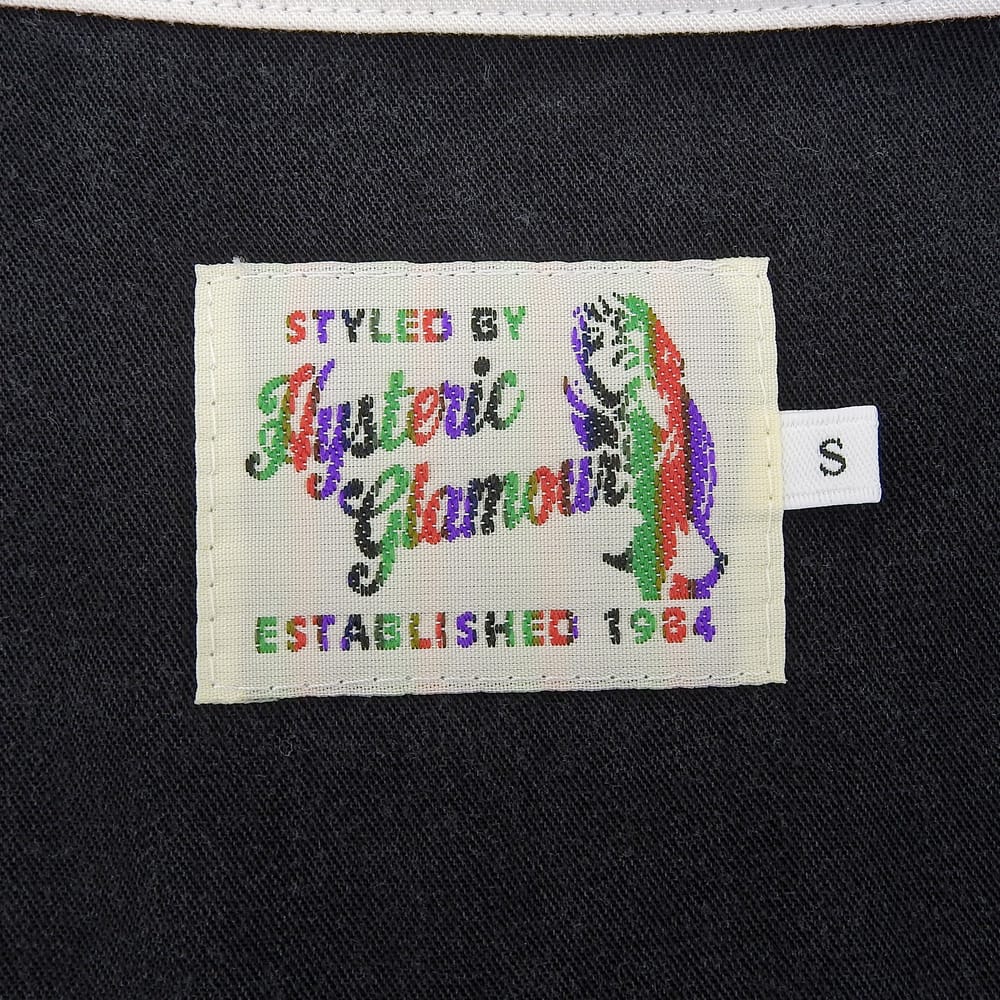 STYLED BY
Hysteric
Glamour
ESTABLISHED 1984
S